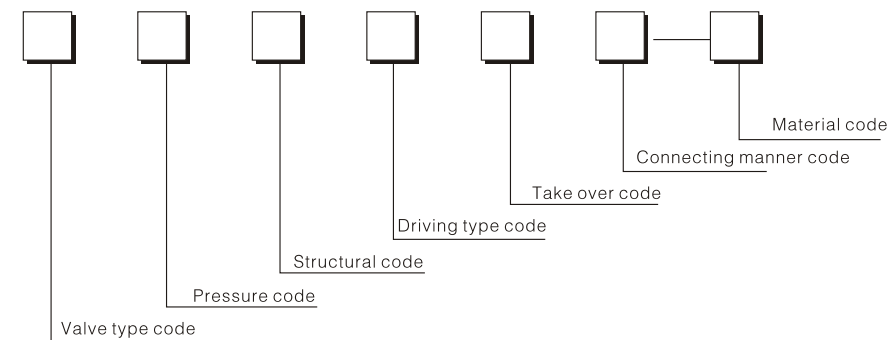 Material code
Connecting manner code
Take over code
Driving type code
Structural code
Pressure code
Valve type code